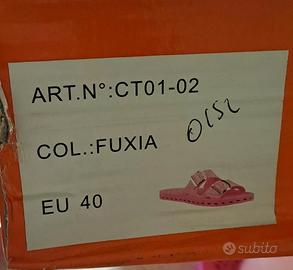 ART.N°:CT01-02
COL.:FUXIA
EU 40
subito